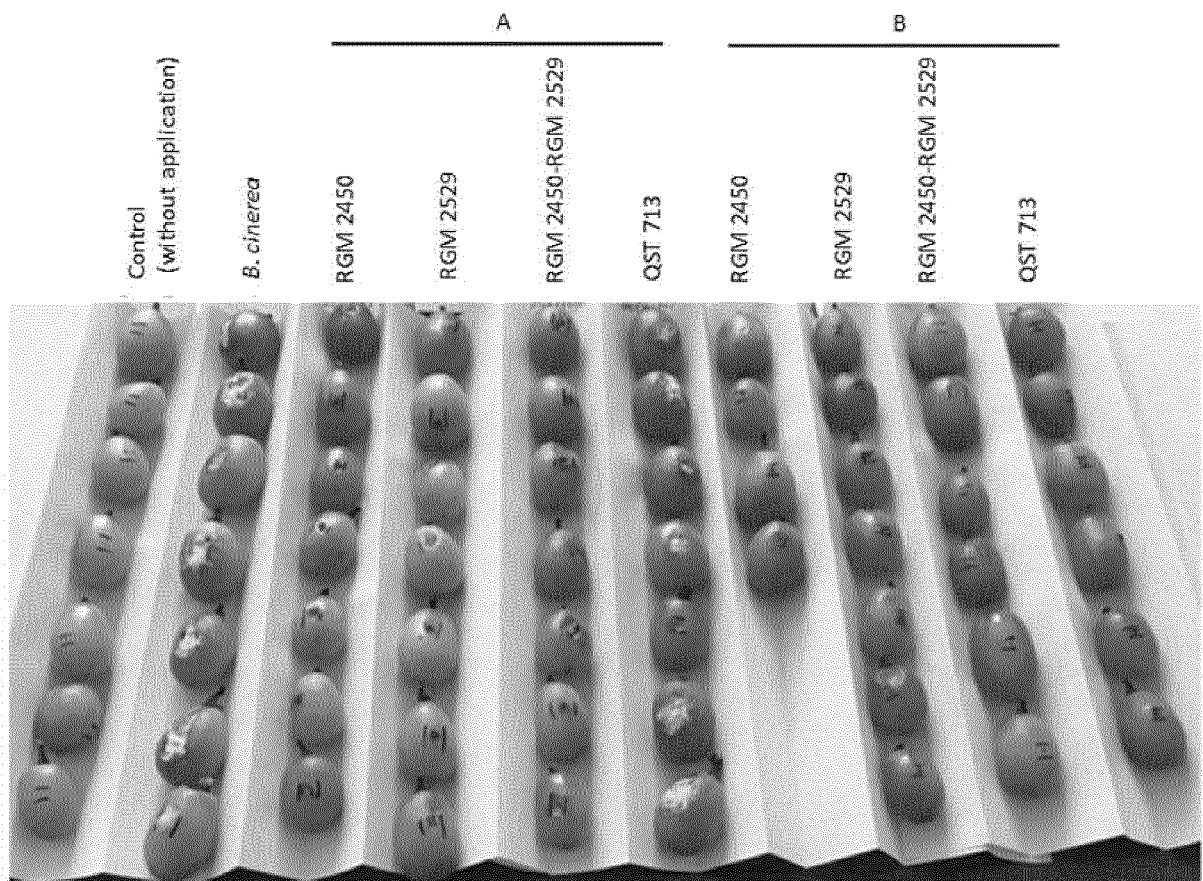 A
B
Control
(without application)
B. cinerea
RGM 2450
RGM 2529
RGM 2450-RGM 2529
QST 713
RGM 2450
RGM 2529
RGM 2450-RGM 2529
QST 713